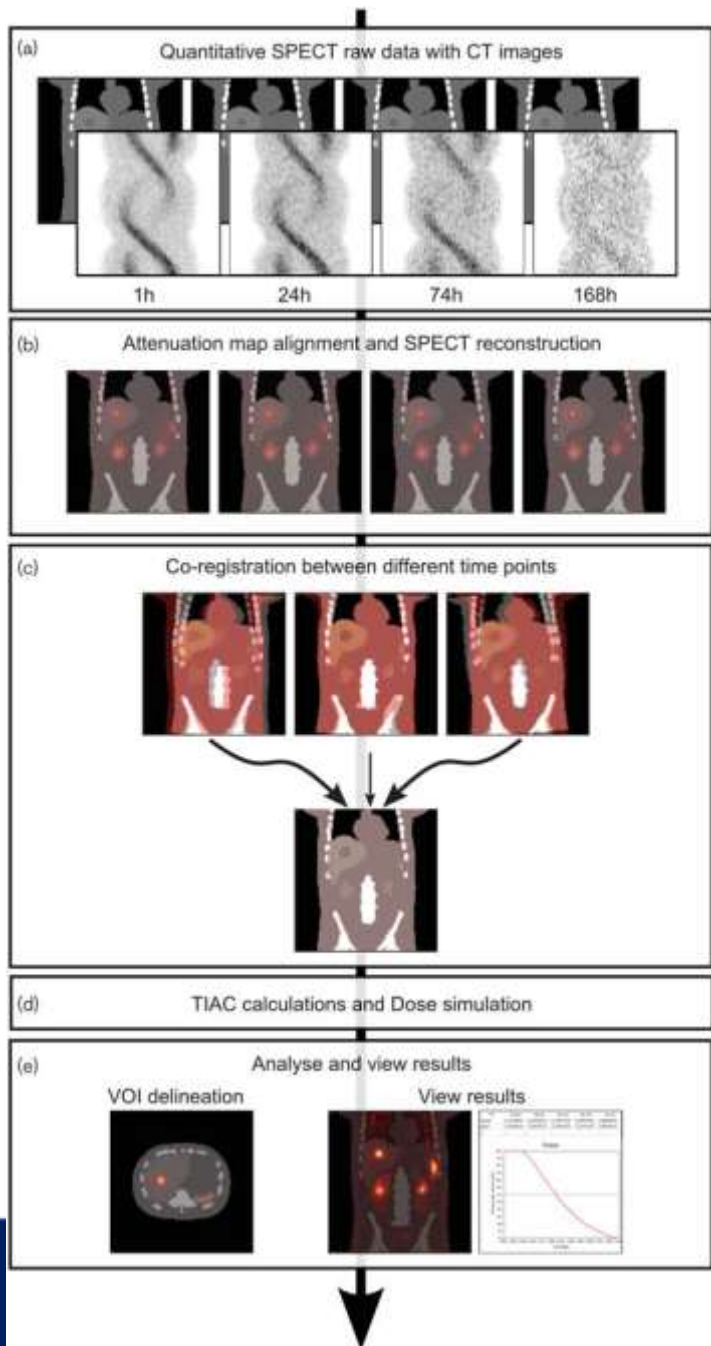 (a)
Quantitative SPECT raw data with CT images
1h 24h 74h 168h
(b)
Attenuation map alignment and SPECT reconstruction
(c)
Co-registration between different time points
(d)
TIAC calculations and Dose simulation
(e)
Analyse and view results
VOI delineation
View results